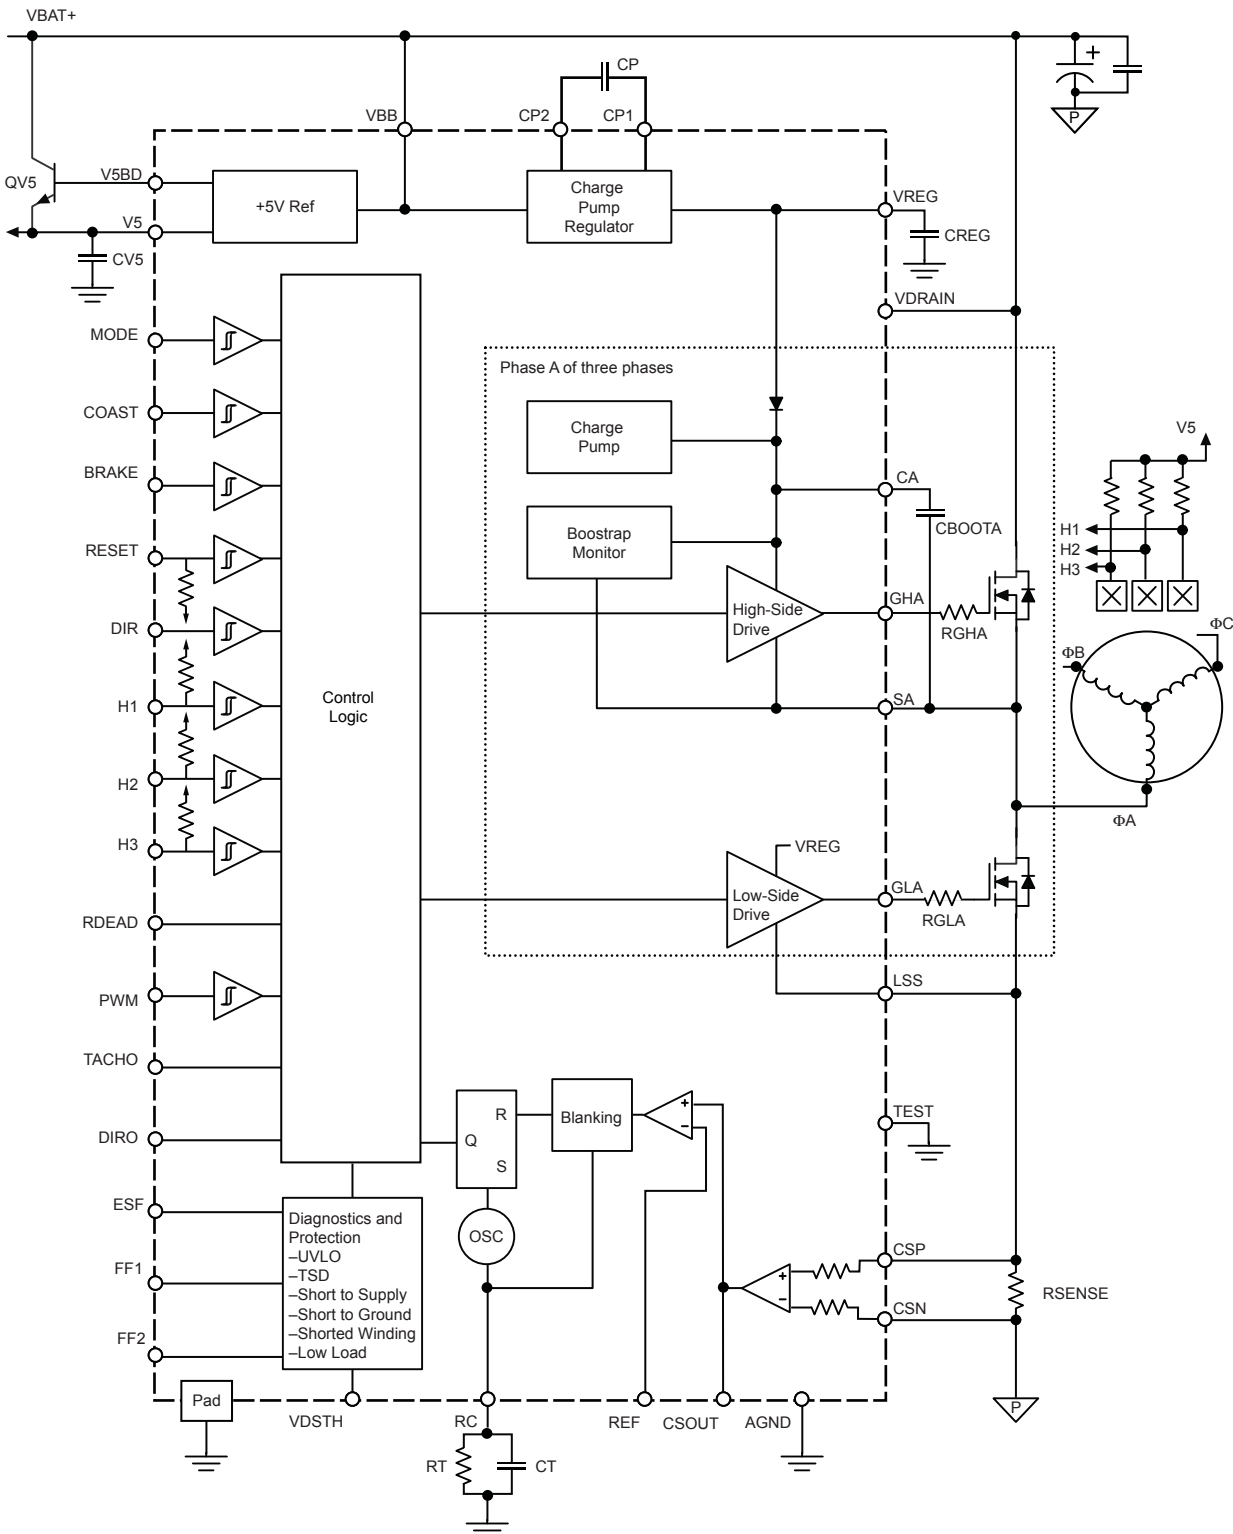 VBAT+
CP
VBB
CP2
CP1
+
P
QV5
V5BD
+5V Ref
Charge
Pump
Regulator
VREG
V5
CREG
CV5
VDRAIN
MODE
Phase A of three phases
COAST
Charge
Pump
V5
BRAKE
CA
CBOOTA
H1
H2
H3
RESET
Boostrap
Monitor
High-Side
Drive
GHA
RGHA
DIR
ΦC
ΦB
H1
Control
Logic
SA
H2
ΦA
H3
VREG
Low-Side
Drive
GLA
RGLA
RDEAD
PWM
LSS
TACHO
R
Q
S
Blanking
+
–
TEST
DIRO
ESF
Diagnostics and
Protection
–UVLO
–TSD
–Short to Supply
–Short to Ground
–Shorted Winding
–Low Load
OSC
CSP
FF1
+
–
RSENSE
CSN
FF2
Pad
VDSTH
RC
REF
CSOUT
AGND
P
RT
CT